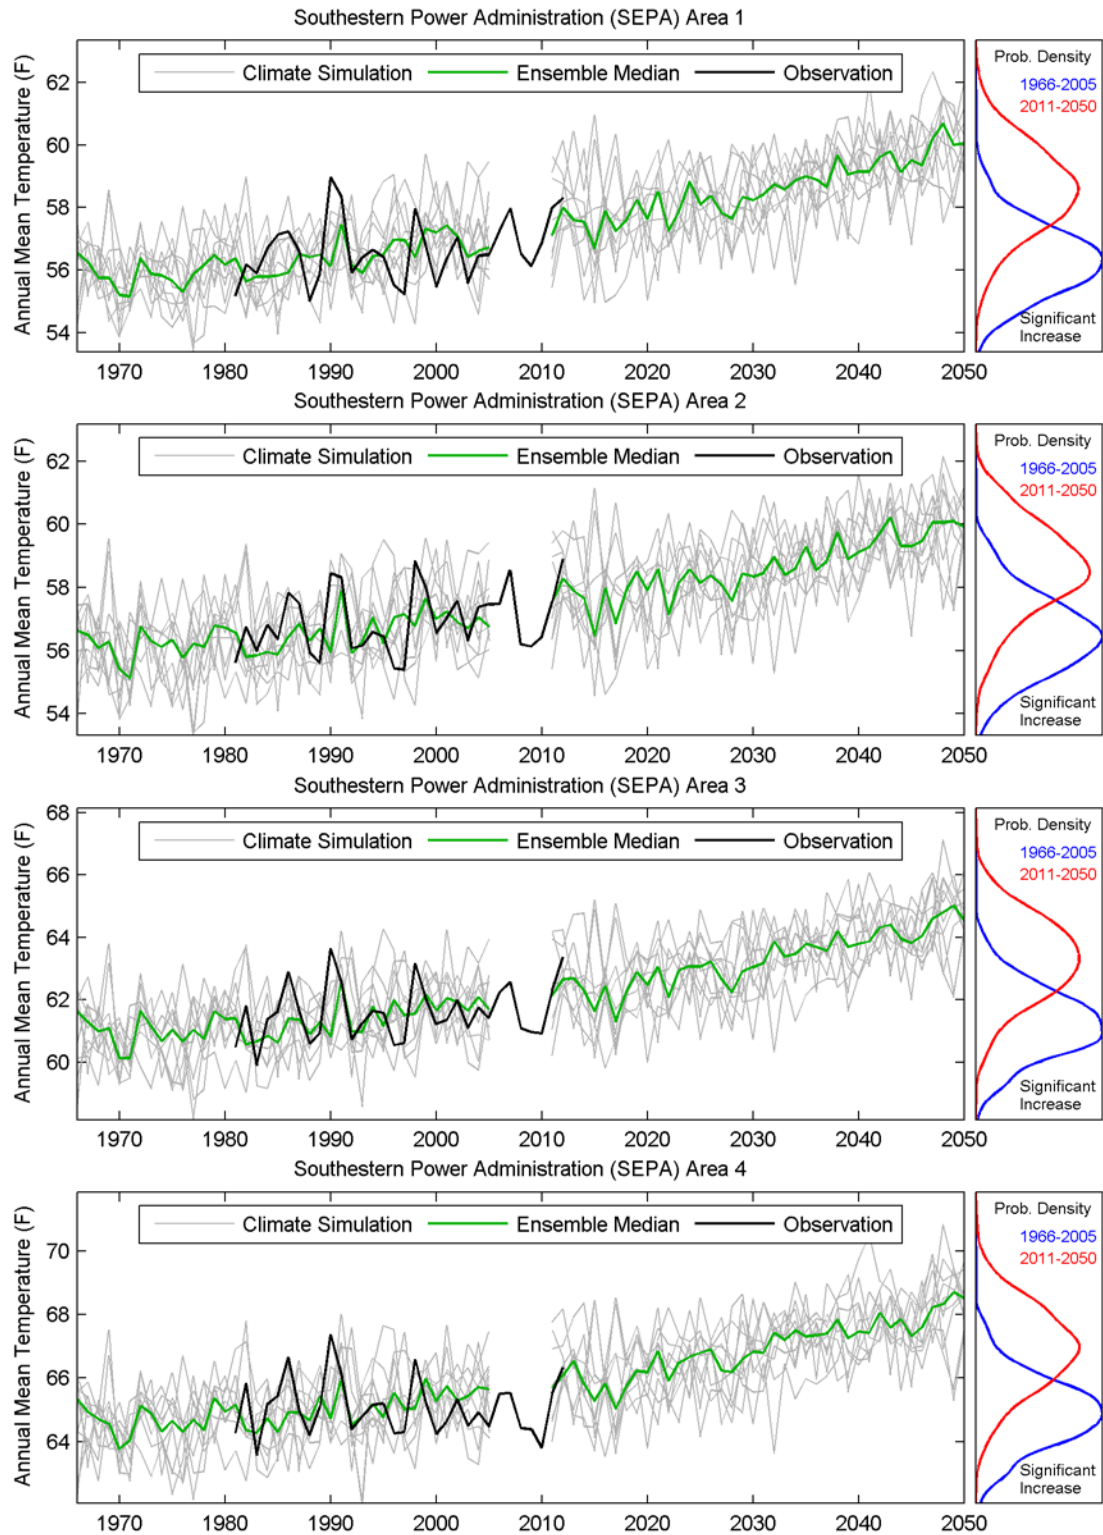 Southestern Power Administration (SEPA) Area 1
Annual Mean Temperature (F)
Climate Simulation Ensemble Median Observation
Prob. Density
1966-2005
2011-2050
Significant
Increase
62
60
58
56
54
1970 1980 1990 2000 2010 2020 2030 2040 2050
Southestern Power Administration (SEPA) Area 2
Annual Mean Temperature (F)
Climate Simulation Ensemble Median Observation
Prob. Density
1966-2005
2011-2050
Significant
Increase
62
60
58
56
54
1970 1980 1990 2000 2010 2020 2030 2040 2050
Southestern Power Administration (SEPA) Area 3
Annual Mean Temperature (F)
Climate Simulation Ensemble Median Observation
Prob. Density
1966-2005
2011-2050
Significant
Increase
68
66
64
62
60
1970 1980 1990 2000 2010 2020 2030 2040 2050
Southestern Power Administration (SEPA) Area 4
Annual Mean Temperature (F)
Climate Simulation Ensemble Median Observation
Prob. Density
1966-2005
2011-2050
Significant
Increase
70
68
66
64
1970 1980 1990 2000 2010 2020 2030 2040 2050